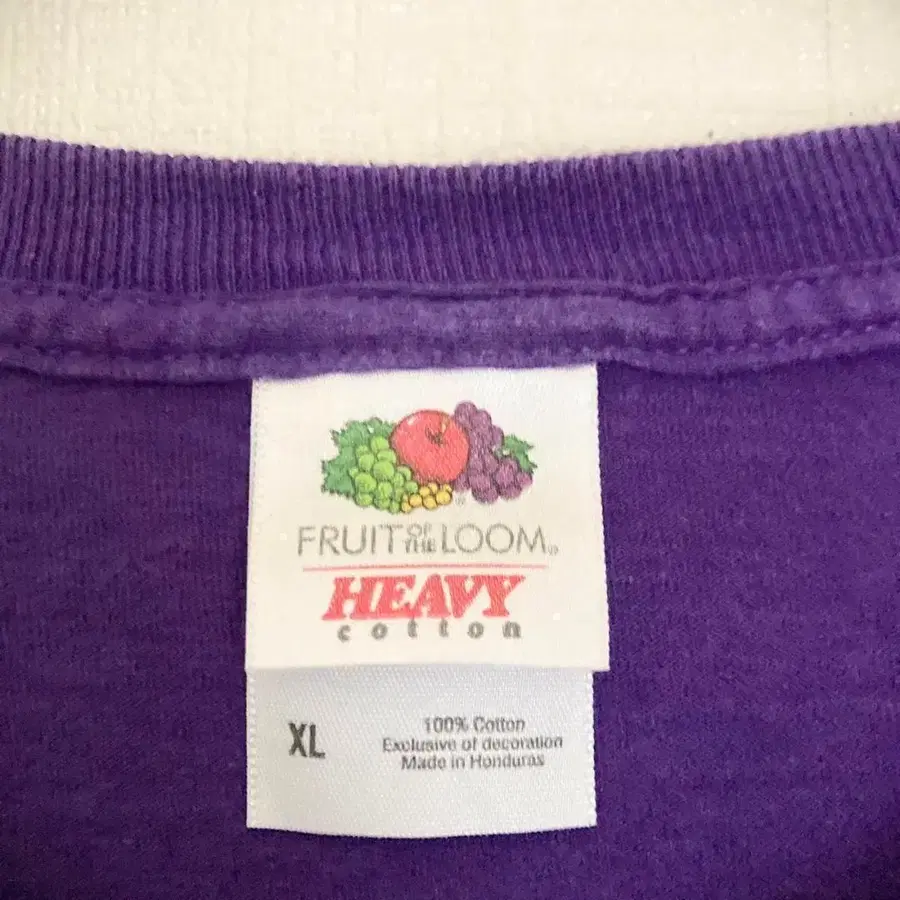 FRUIT OF THE LOOM®
HEAVY
cotton
XL
100% Cotton
Exclusive of decoration
Made in Honduras